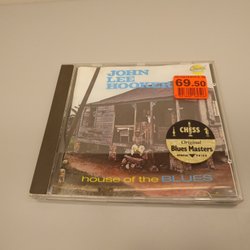 JOHN
LEE
HOOKER
69.50
CHESS
Original
Blues Masters
house of the BLUES